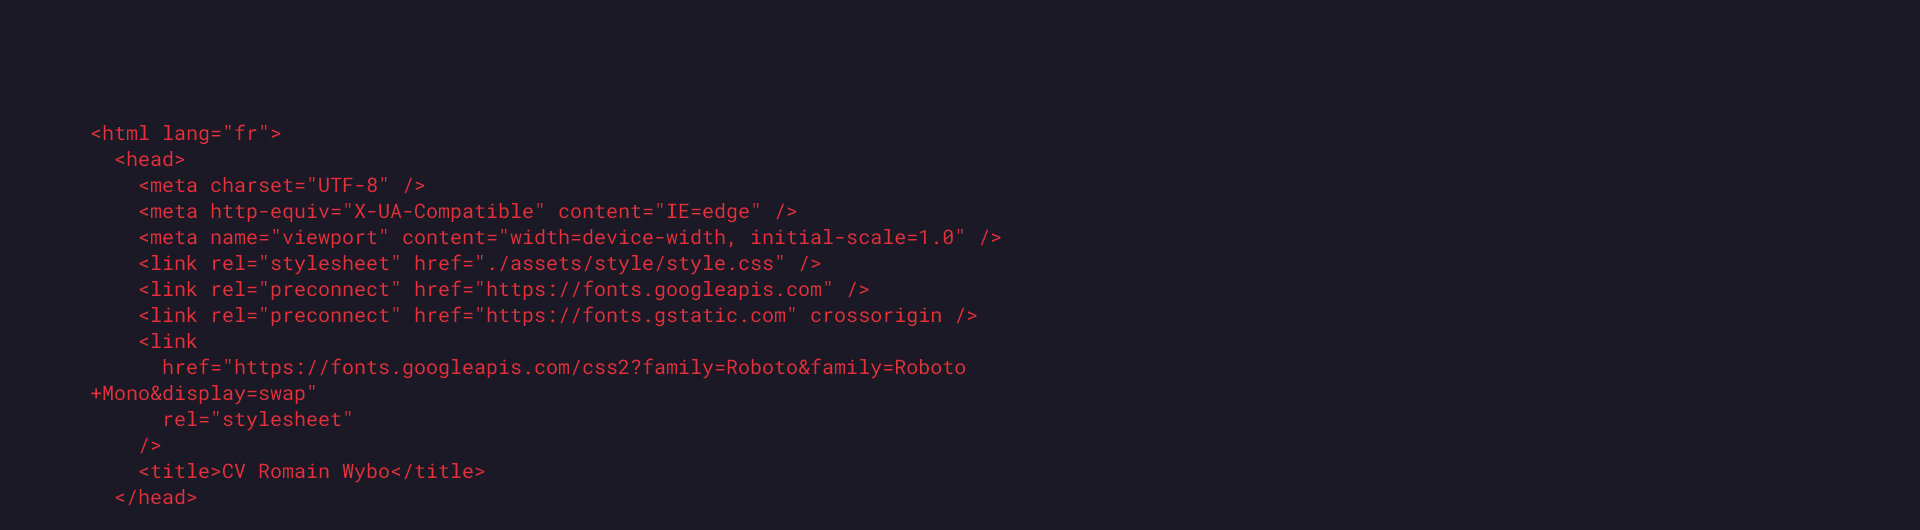 <html lang="fr">
  <head>
    <meta charset="UTF-8" />
    <meta http-equiv="X-UA-Compatible" content="IE=edge" />
    <meta name="viewport" content="width=device-width, initial-scale=1.0" />
    <link rel="stylesheet" href="./assets/style/style.css" />
    <link rel="preconnect" href="https://fonts.googleapis.com" />
    <link rel="preconnect" href="https://fonts.gstatic.com" crossorigin />
    <link
      href="https://fonts.googleapis.com/css2?family=Roboto&family=Roboto
+Mono&display=swap"
      rel="stylesheet"
    />
    <title>CV Romain Wybo</title>
  </head>